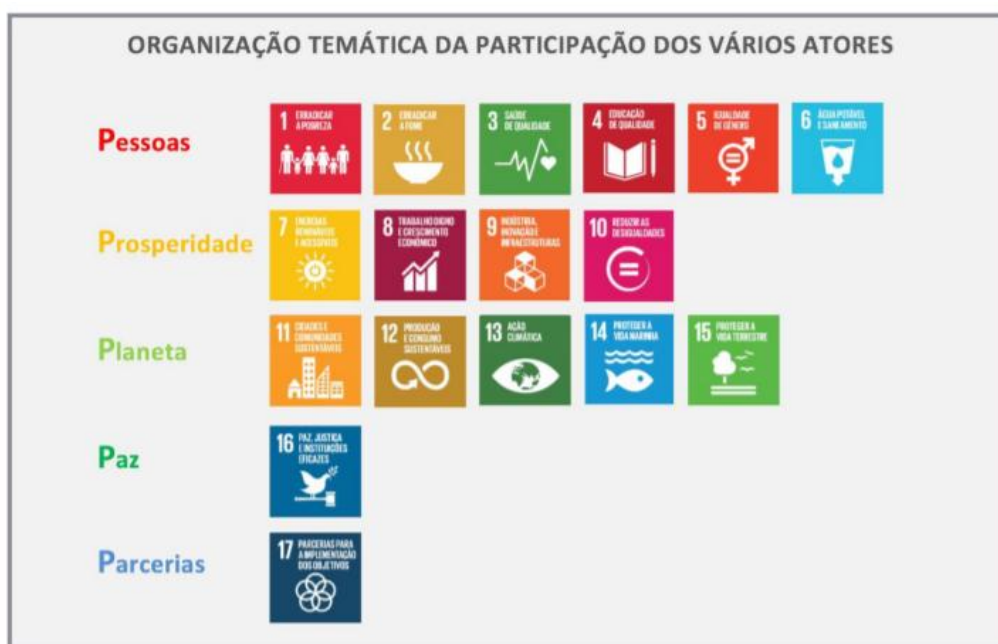 ORGANIZAÇÃO TEMÁTICA DA PARTICIPAÇÃO DOS VÁRIOS ATORES
Pessoas
1 ERRADICAR
A POBREZA
2 ERRADICAR
A FOME
3 SAÚDE
DE QUALIDADE
4 EDUCAÇÃO
DE QUALIDADE
5 IGUALDADE
DE GÉNERO
6 ÁGUA POTÁVEL
E SANEAMENTO
Prosperidade
7 ENERGIAS
RENOVÁVEIS
E ACESSÍVEIS
8 TRABALHO DIGNO
E CRESCIMENTO
ECONÓMICO
9 INDÚSTRIA,
INOVAÇÃO E
INFRAESTRUTURAS
10 REDUZIR AS
DESIGUALDADES
Planeta
11 CIDADES E
COMUNIDADES
SUSTENTÁVEIS
12 PRODUÇÃO
E CONSUMO
SUSTENTÁVEIS
13 AÇÃO
CLIMÁTICA
14 PROTEGER A
VIDA MARINHA
15 PROTEGER A
VIDA TERRESTRE
Paz
16 PAZ, JUSTIÇA
E INSTITUIÇÕES
EFICAZES
Parcerias
17 PARCERIAS PARA
A IMPLEMENTAÇÃO
DOS OBJETIVOS